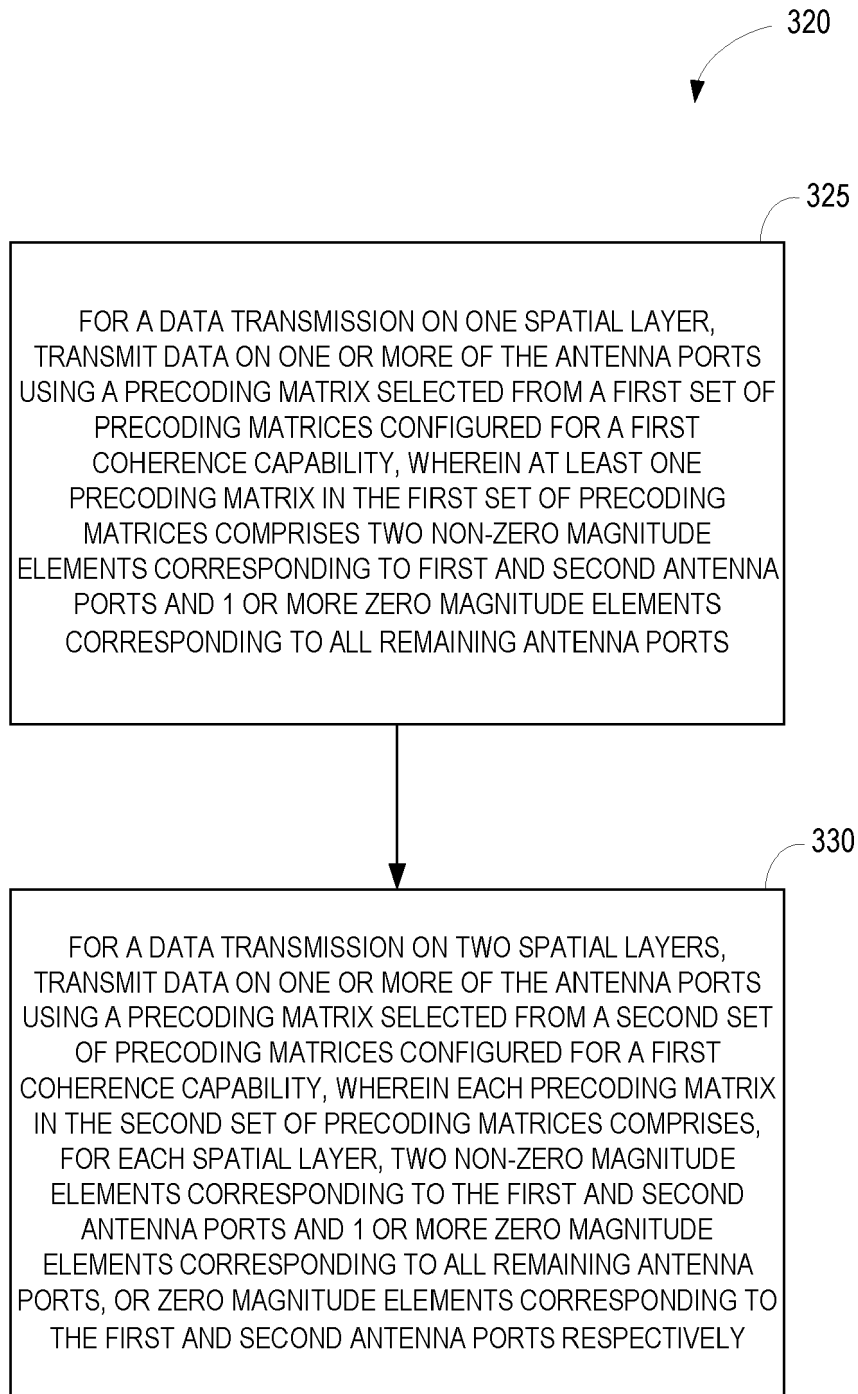 320
325
FOR A DATA TRANSMISSION ON ONE SPATIAL LAYER,
TRANSMIT DATA ON ONE OR MORE OF THE ANTENNA PORTS
USING A PRECODING MATRIX SELECTED FROM A FIRST SET OF
PRECODING MATRICES CONFIGURED FOR A FIRST
COHERENCE CAPABILITY, WHEREIN AT LEAST ONE
PRECODING MATRIX IN THE FIRST SET OF PRECODING
MATRICES COMPRISES TWO NON-ZERO MAGNITUDE
ELEMENTS CORRESPONDING TO FIRST AND SECOND ANTENNA
PORTS AND 1 OR MORE ZERO MAGNITUDE ELEMENTS
CORRESPONDING TO ALL REMAINING ANTENNA PORTS
330
FOR A DATA TRANSMISSION ON TWO SPATIAL LAYERS,
TRANSMIT DATA ON ONE OR MORE OF THE ANTENNA PORTS
USING A PRECODING MATRIX SELECTED FROM A SECOND SET
OF PRECODING MATRICES CONFIGURED FOR A FIRST
COHERENCE CAPABILITY, WHEREIN EACH PRECODING MATRIX
IN THE SECOND SET OF PRECODING MATRICES COMPRISES,
FOR EACH SPATIAL LAYER, TWO NON-ZERO MAGNITUDE
ELEMENTS CORRESPONDING TO THE FIRST AND SECOND
ANTENNA PORTS AND 1 OR MORE ZERO MAGNITUDE
ELEMENTS CORRESPONDING TO ALL REMAINING ANTENNA
PORTS, OR ZERO MAGNITUDE ELEMENTS CORRESPONDING TO
THE FIRST AND SECOND ANTENNA PORTS RESPECTIVELY